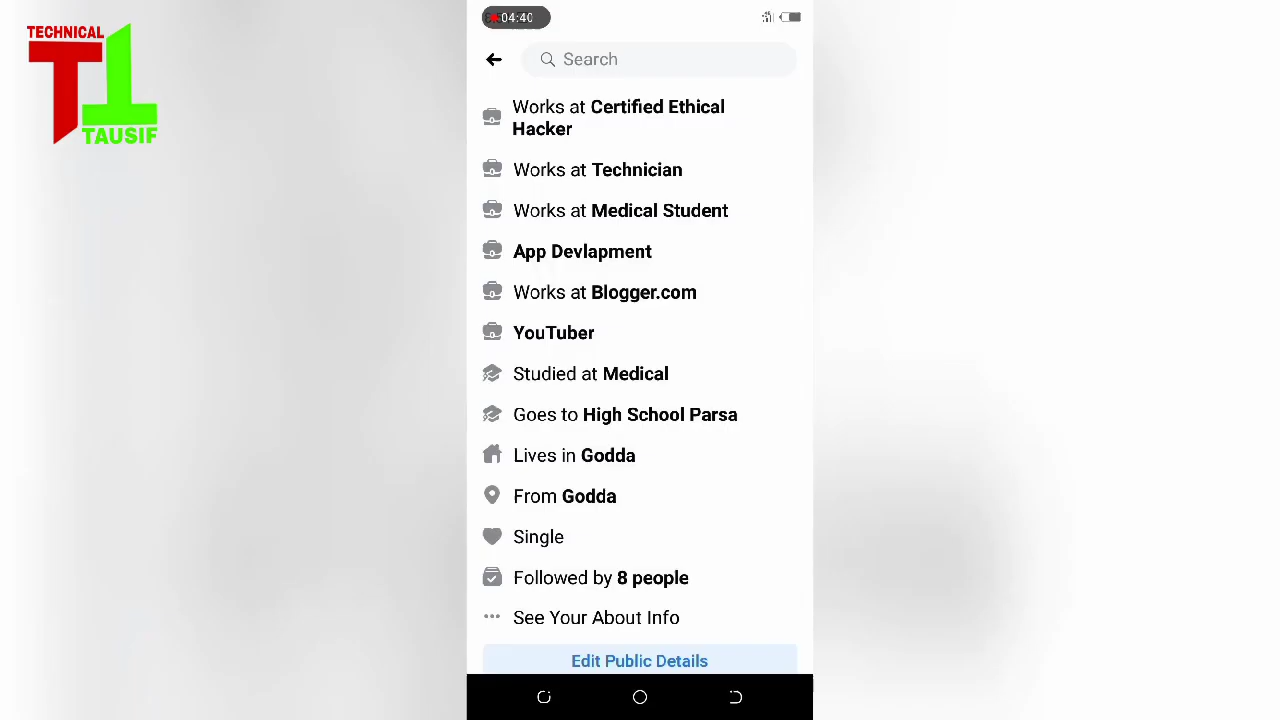 TECHNICAL
TAUSIF
04:40
Search
Works at Certified Ethical
Hacker
Works at Technician
Works at Medical Student
App Devlapment
Works at Blogger.com
YouTuber
Studied at Medical
Goes to High School Parsa
Lives in Godda
From Godda
Single
Followed by 8 people
See Your About Info
Edit Public Details